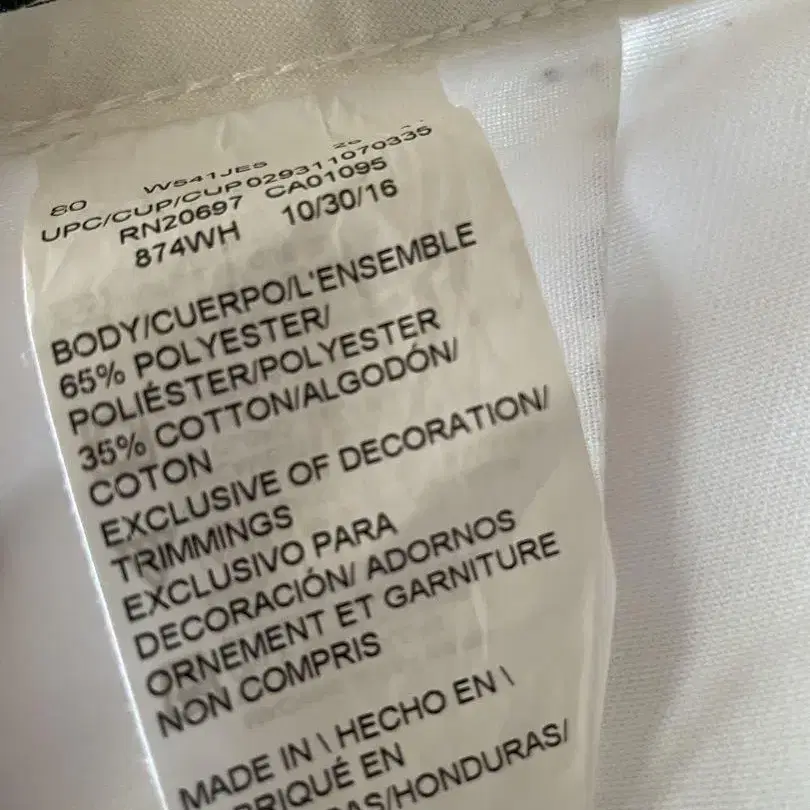 80 W541JE5
UPC/CUP/CUP 029311070335
RN20697 CA01095
874WH 10/30/16
BODY/CUERPO/L'ENSEMBLE
65% POLYESTER/
POLIÉSTER/POLYESTER
35% COTTON/ALGODÓN/
COTON
EXCLUSIVE OF DECORATION/
TRIMMINGS
EXCLUSIVO PARA
DECORACIÓN/ ADORNOS
ORNEMENT ET GARNITURE
NON COMPRIS
MADE IN \ HECHO EN \
EN